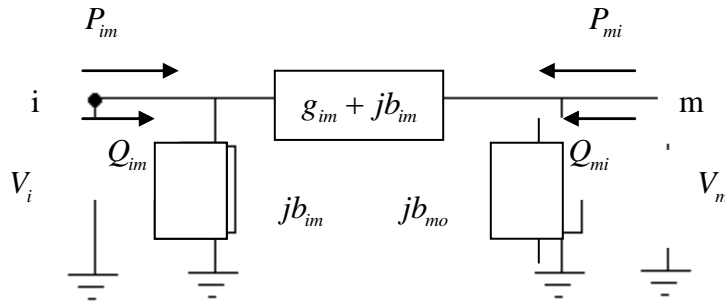 P_im P_mi
i g_im + jb_im m
Q_im Q_mi
V_i jb_im jb_mo V_m